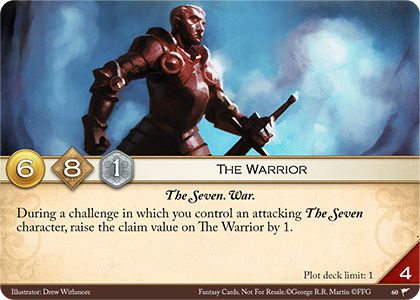 6 8 1 The Warrior
The Seven. War.
During a challenge in which you control an attacking The Seven
character, raise the claim value on The Warrior by 1.
Plot deck limit: 1
4
Illustrator: Drew Withmore Fantasy Cards. Not For Resale. ©George R.R. Martin ©FFG 60